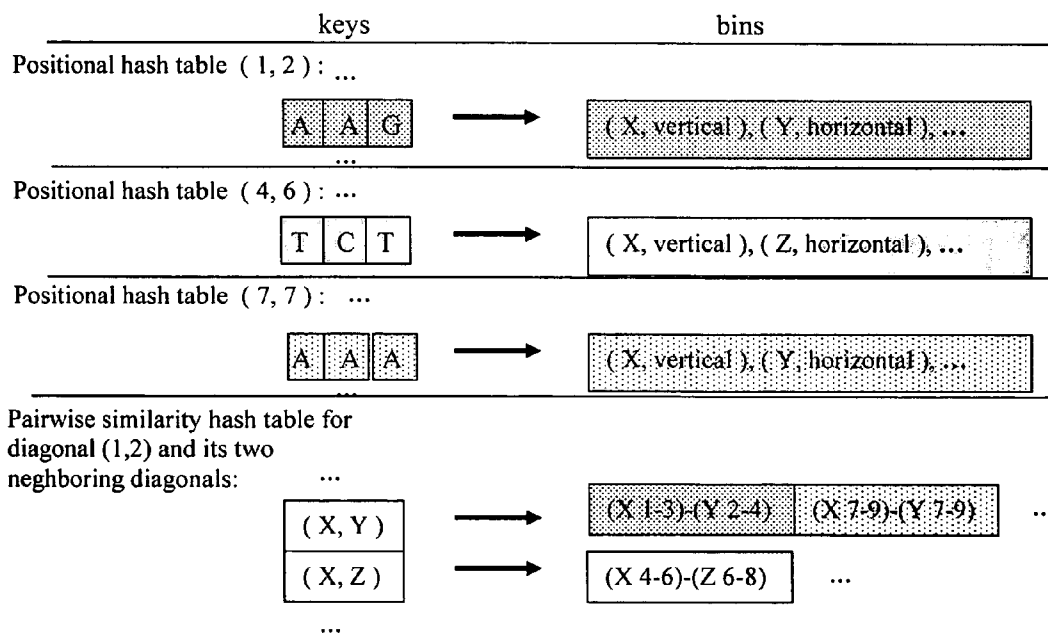 keys bins
Positional hash table ( 1, 2 ) : ...
A A G ( X, vertical ), ( Y, horizontal ), ...
...
Positional hash table ( 4, 6 ) : ...
T C T ( X, vertical ), ( Z, horizontal ), ...
Positional hash table ( 7, 7 ) : ...
A A A ( X, vertical ), ( Y, horizontal ), ...
...
Pairwise similarity hash table for
diagonal (1,2) and its two
neghboring diagonals: ...
( X, Y ) (X 1-3)-(Y 2-4) (X 7-9)-(Y 7-9) ...
( X, Z ) (X 4-6)-(Z 6-8) ...
...